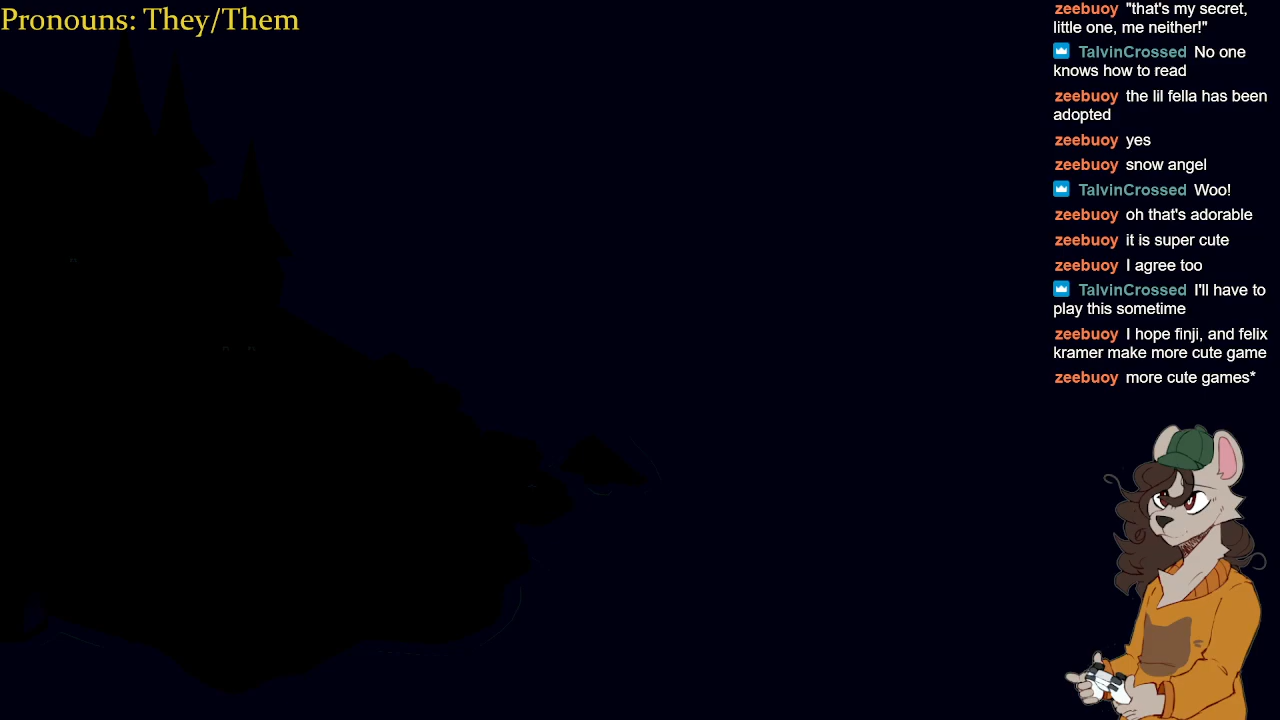 Pronouns: They/Them
zeebuoy "that's my secret,
little one, me neither!"
TalvinCrossed No one
knows how to read
zeebuoy the lil fella has been
adopted
zeebuoy yes
zeebuoy snow angel
TalvinCrossed Woo!
zeebuoy oh that's adorable
zeebuoy it is super cute
zeebuoy I agree too
TalvinCrossed I'll have to
play this sometime
zeebuoy I hope finji, and felix
kramer make more cute game
zeebuoy more cute games*